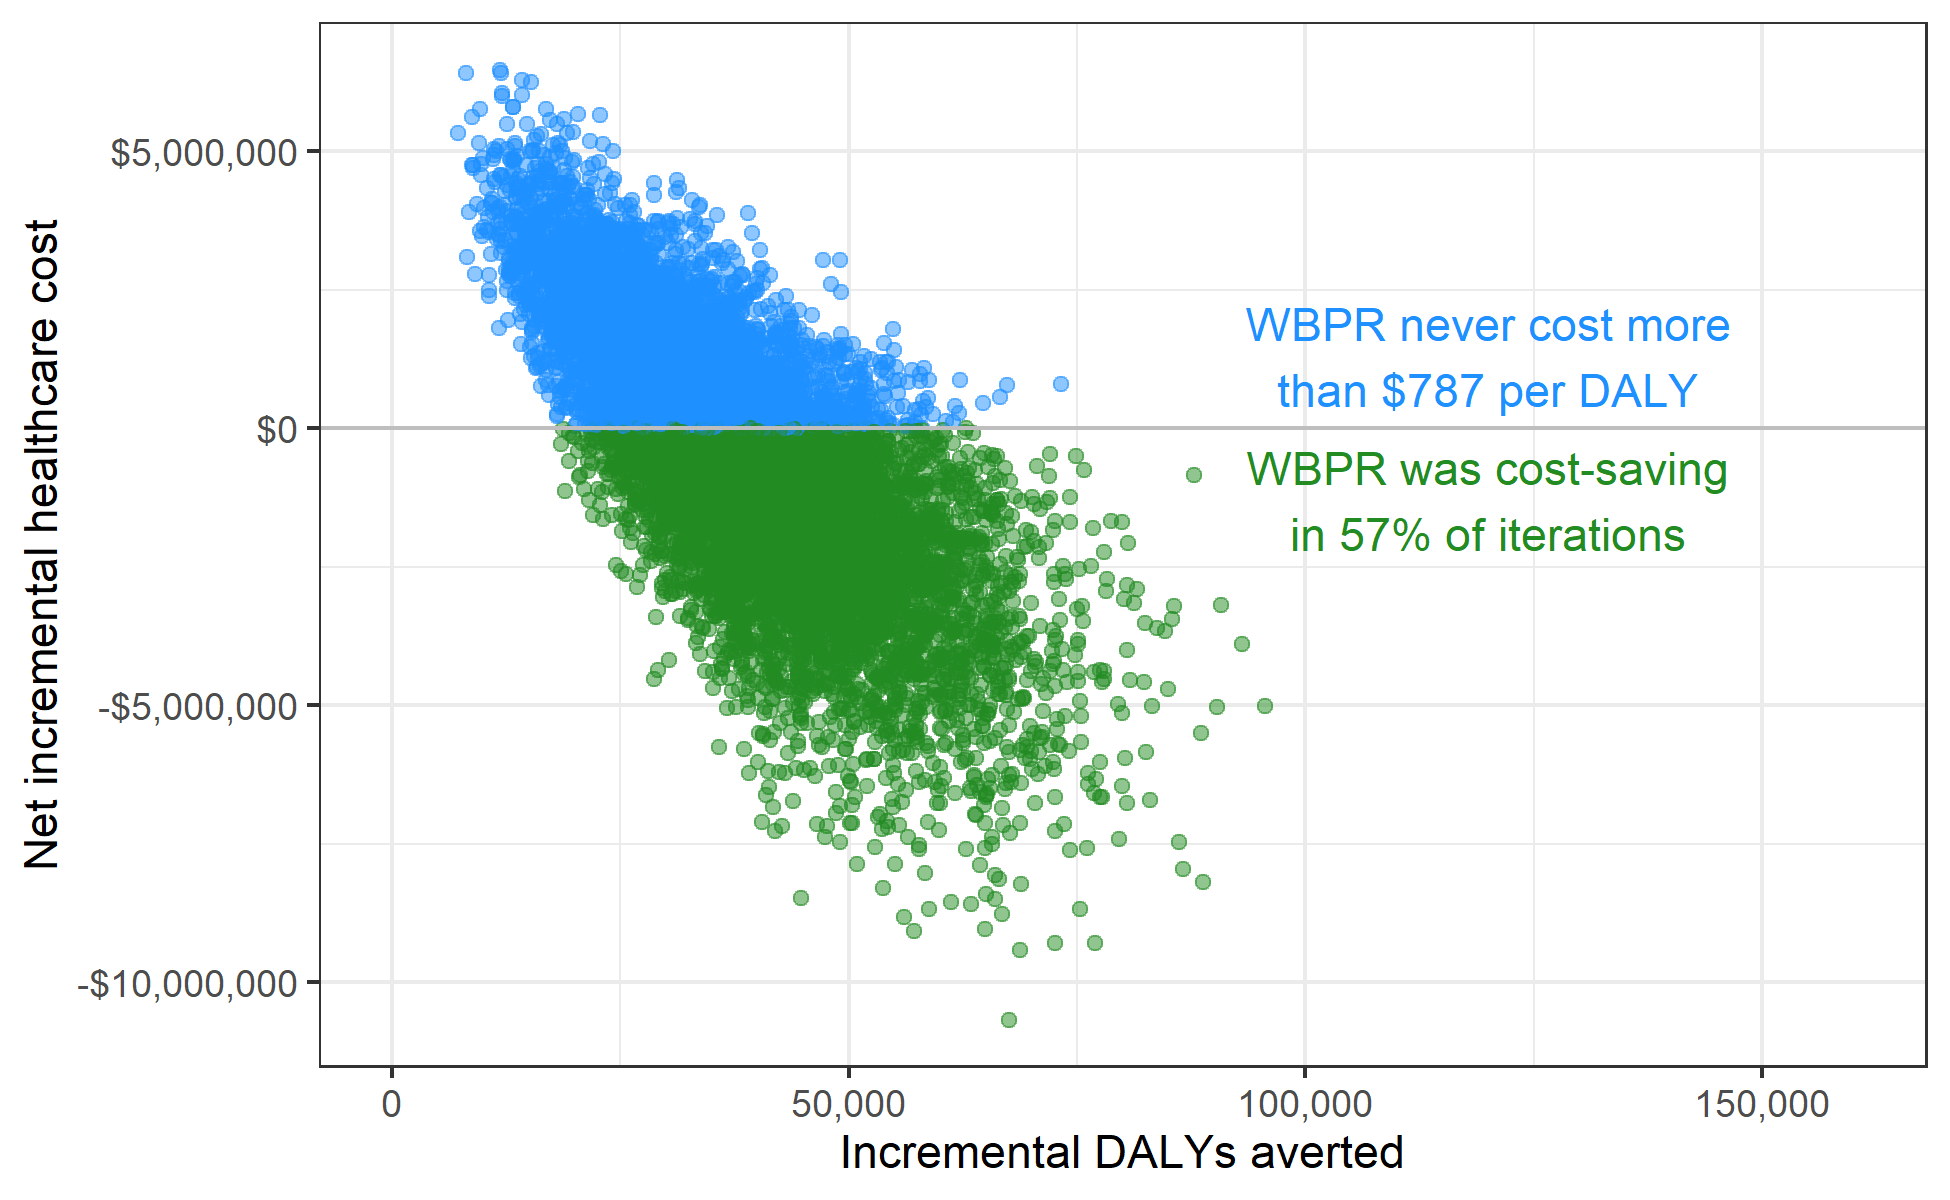 Net incremental healthcare cost
$5,000,000
$0
-$5,000,000
-$10,000,000
WBPR never cost more
than $787 per DALY
WBPR was cost-saving
in 57% of iterations
0
50,000
100,000
150,000
Incremental DALYs averted